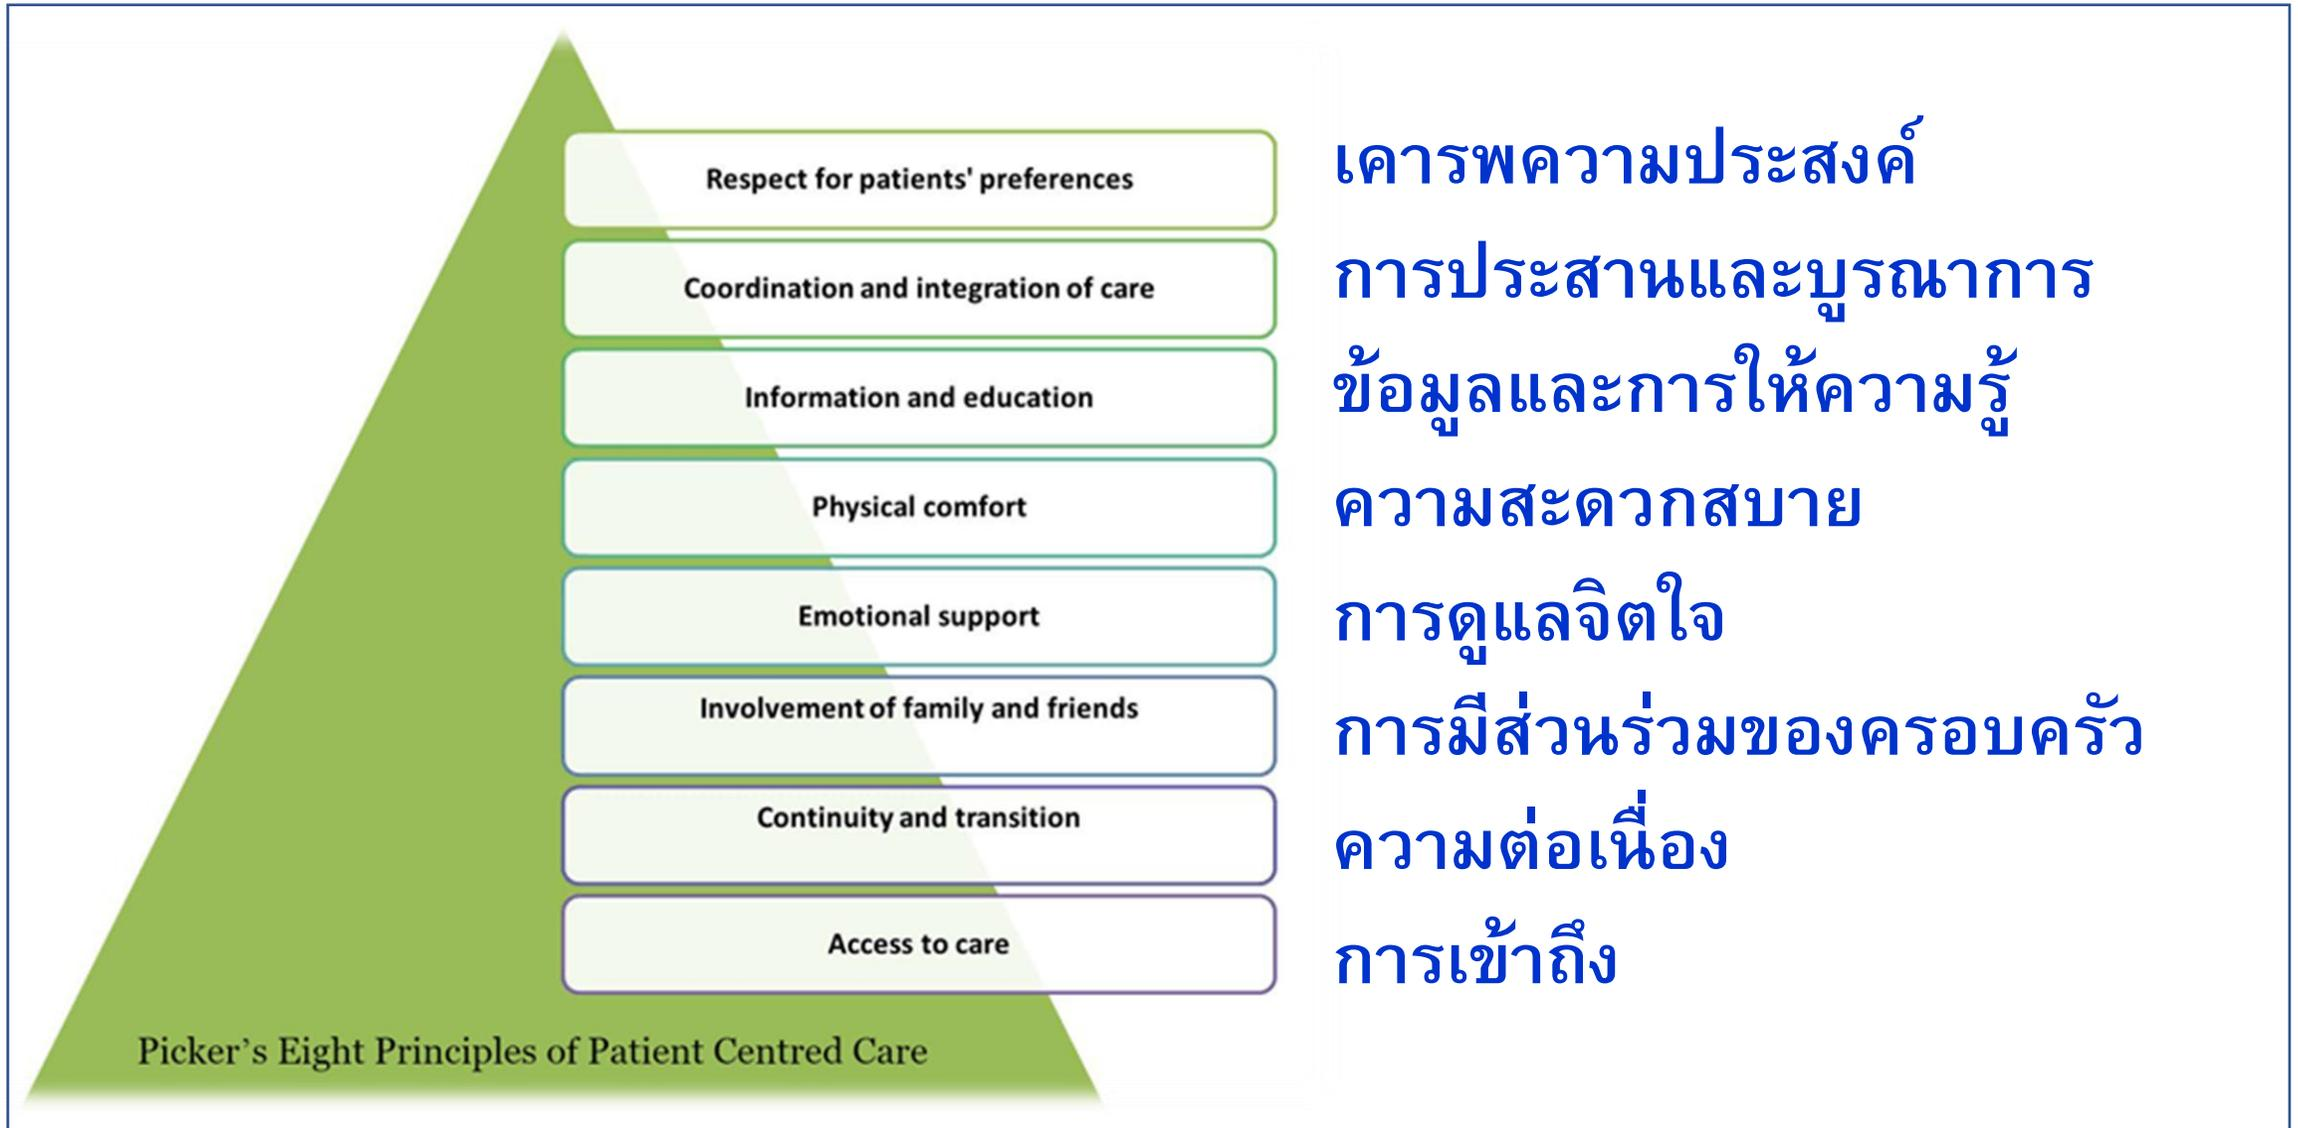 Respect for patients' preferences เคารพความประสงค์
Coordination and integration of care การประสานและบูรณาการ
Information and education ข้อมูลและการให้ความรู้
Physical comfort ความสะดวกสบาย
Emotional support การดูแลจิตใจ
Involvement of family and friends การมีส่วนร่วมของครอบครัว
Continuity and transition ความต่อเนื่อง
Access to care การเข้าถึง
Picker’s Eight Principles of Patient Centred Care